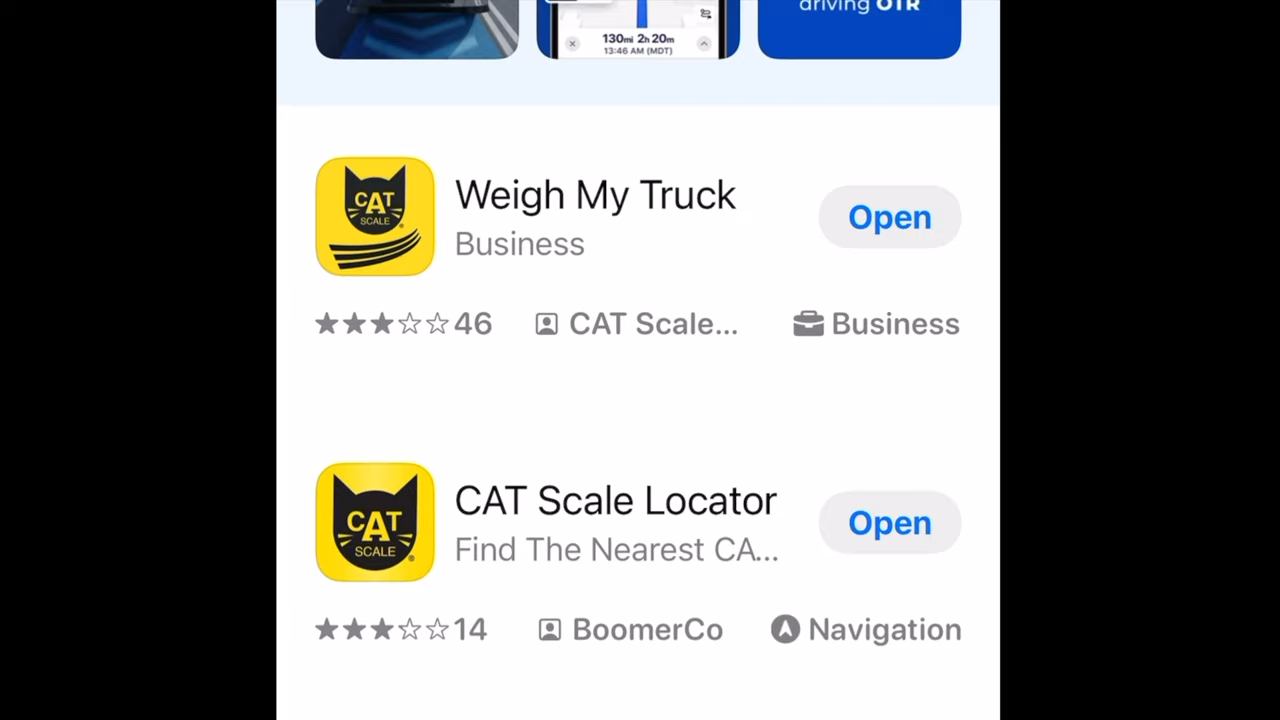 driving OTR
130mi 2h 20m
13:46 AM (MDT)
CAT
SCALE
Weigh My Truck
Business
Open
46
CAT Scale...
Business
CAT
SCALE
CAT Scale Locator
Find The Nearest CA...
Open
14
BoomerCo
Navigation